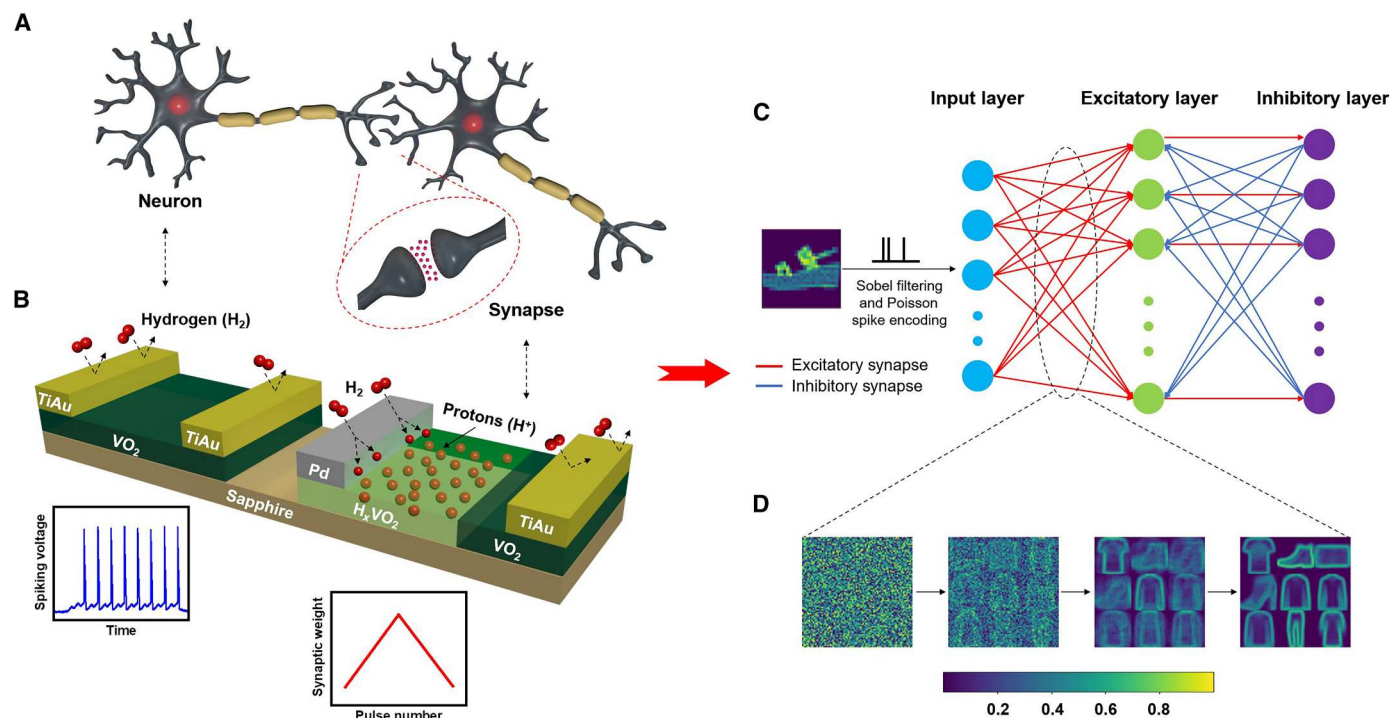 A
Neuron
Synapse
B
Hydrogen (H₂)
TiAu
VO₂
TiAu
H₂
Protons (H⁺)
Pd
HₓVO₂
TiAu
VO₂
Sapphire
Spiking voltage
Time
Synaptic weight
Pulse number
C
Input layer
Excitatory layer
Inhibitory layer
Sobel filtering
and Poisson
spike encoding
Excitatory synapse
Inhibitory synapse
D
0.2
0.4
0.6
0.8